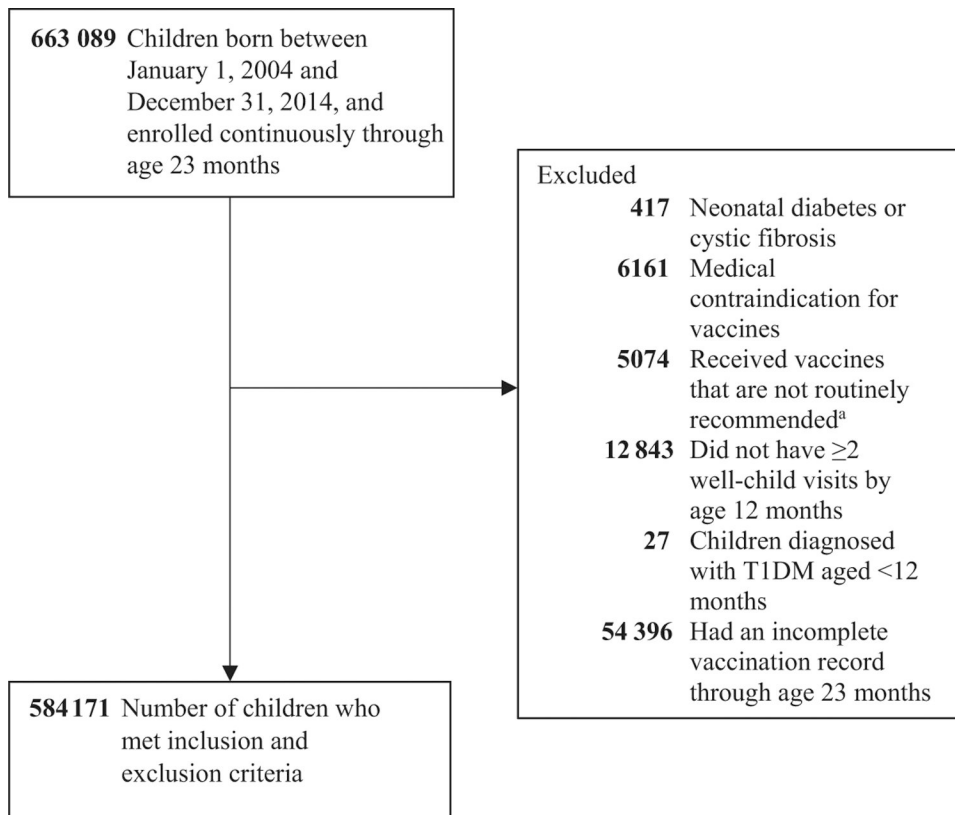 663 089 Children born between
January 1, 2004 and
December 31, 2014, and
enrolled continuously through
age 23 months
Excluded
417 Neonatal diabetes or
cystic fibrosis
6161 Medical
contraindication for
vaccines
5074 Received vaccines
that are not routinely
recommendedᵃ
12 843 Did not have ≥2
well-child visits by
age 12 months
27 Children diagnosed
with T1DM aged <12
months
54 396 Had an incomplete
vaccination record
through age 23 months
584 171 Number of children who
met inclusion and
exclusion criteria